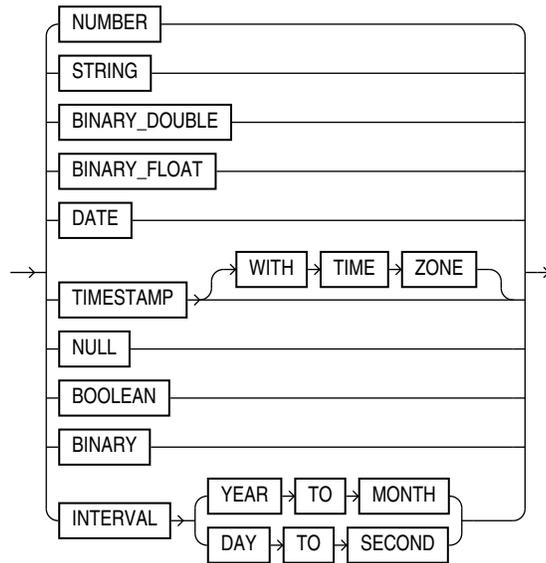 NUMBER
STRING
BINARY_DOUBLE
BINARY_FLOAT
DATE
WITH TIME ZONE
TIMESTAMP
NULL
BOOLEAN
BINARY
YEAR TO MONTH
INTERVAL
DAY TO SECOND